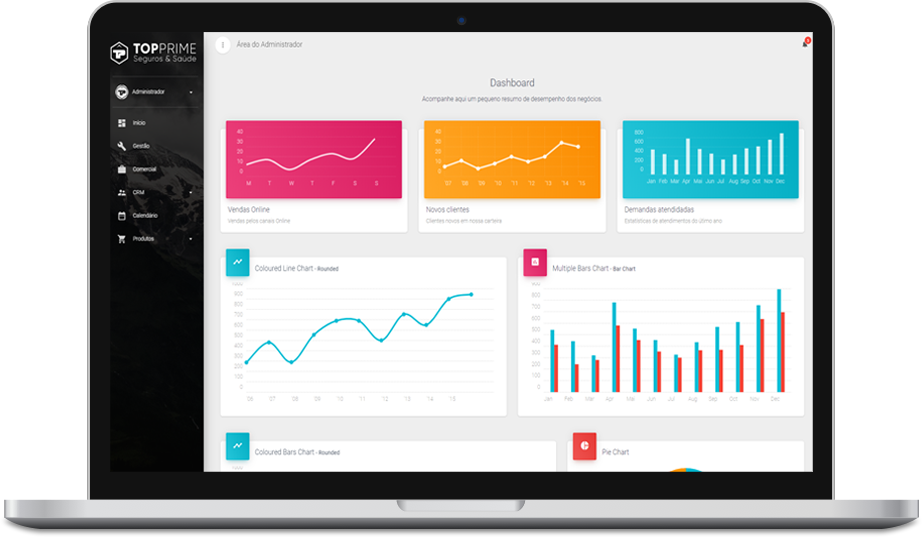 TOPPRIME
Seguros & Saúde
Administrador
Início
Gestão
Comercial
CRM
Calendário
Produtos
Área do Administrador
Dashboard
Acompanhe aqui um pequeno resumo de desempenho dos negócios.
40
30
20
10
0
M T W T F S S
Vendas Online
Vendas pelos canais Online
40
30
20
10
0
'07 '08 '09 '10 '11 '12 '13 '14 '15
Novos clientes
Clientes novos em nossa carteira
800
600
400
200
0
Jan Feb Mar Apr Mai Jun Jul Aug Sep Oct Nov Dec
Demandas atendidadas
Estatísticas de atendimentos do útimo ano
Coloured Line Chart - Rounded
900
800
700
600
500
400
300
200
100
0
'06 '07 '08 '09 '10 '11 '12 '13 '14 '15
Multiple Bars Chart - Bar Chart
900
800
700
600
500
400
300
200
100
0
Jan Feb Mar Apr Mai Jun Jul Aug Sep Oct Nov Dec
Coloured Bars Chart - Rounded
Pie Chart